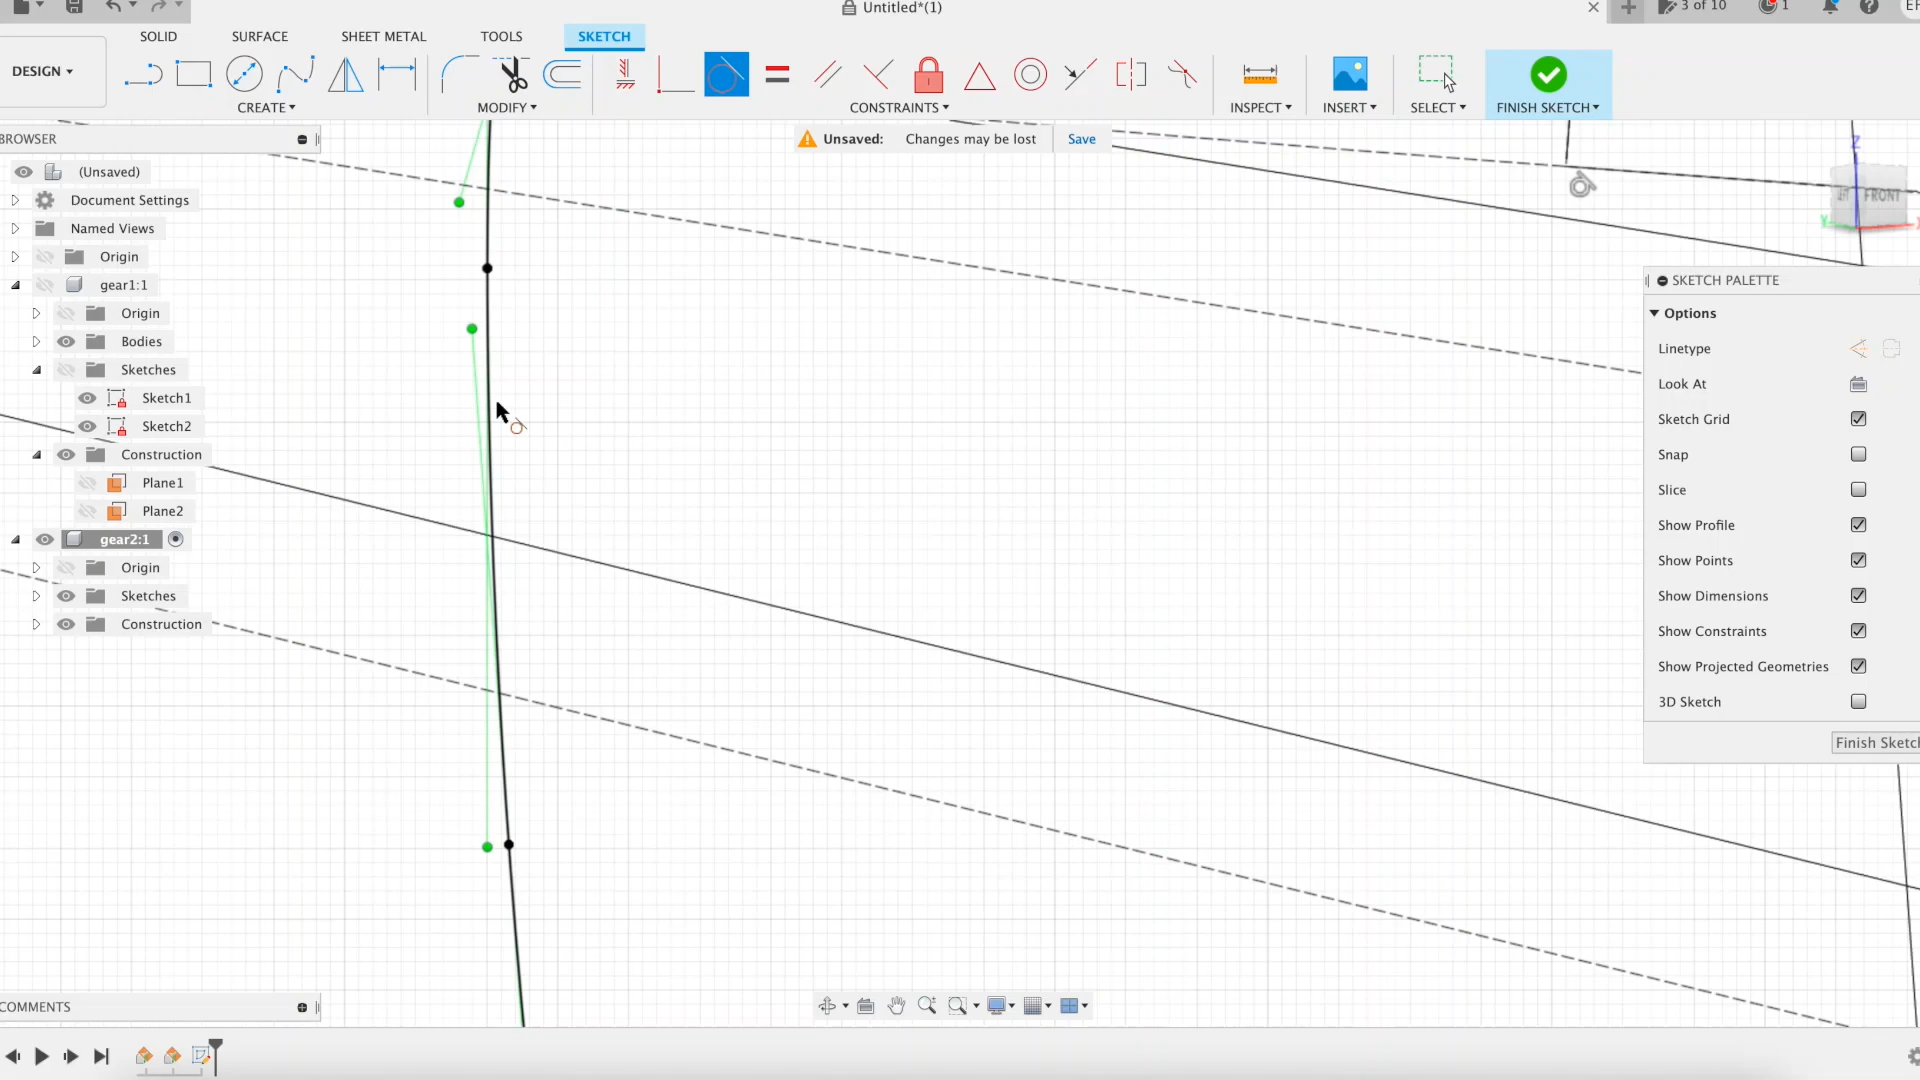 Untitled*(1)
3 of 10
1
SOLID
SURFACE
SHEET METAL
TOOLS
SKETCH
DESIGN
CREATE
MODIFY
CONSTRAINTS
INSPECT
INSERT
SELECT
FINISH SKETCH
BROWSER
Unsaved: Changes may be lost Save
(Unsaved)
Document Settings
Named Views
Origin
gear1:1
Origin
Bodies
Sketches
Sketch1
Sketch2
Construction
Plane1
Plane2
gear2:1
Origin
Sketches
Construction
Z
FRONT
Y
SKETCH PALETTE
Options
Linetype
Look At
Sketch Grid
Snap
Slice
Show Profile
Show Points
Show Dimensions
Show Constraints
Show Projected Geometries
3D Sketch
Finish Sketch
COMMENTS